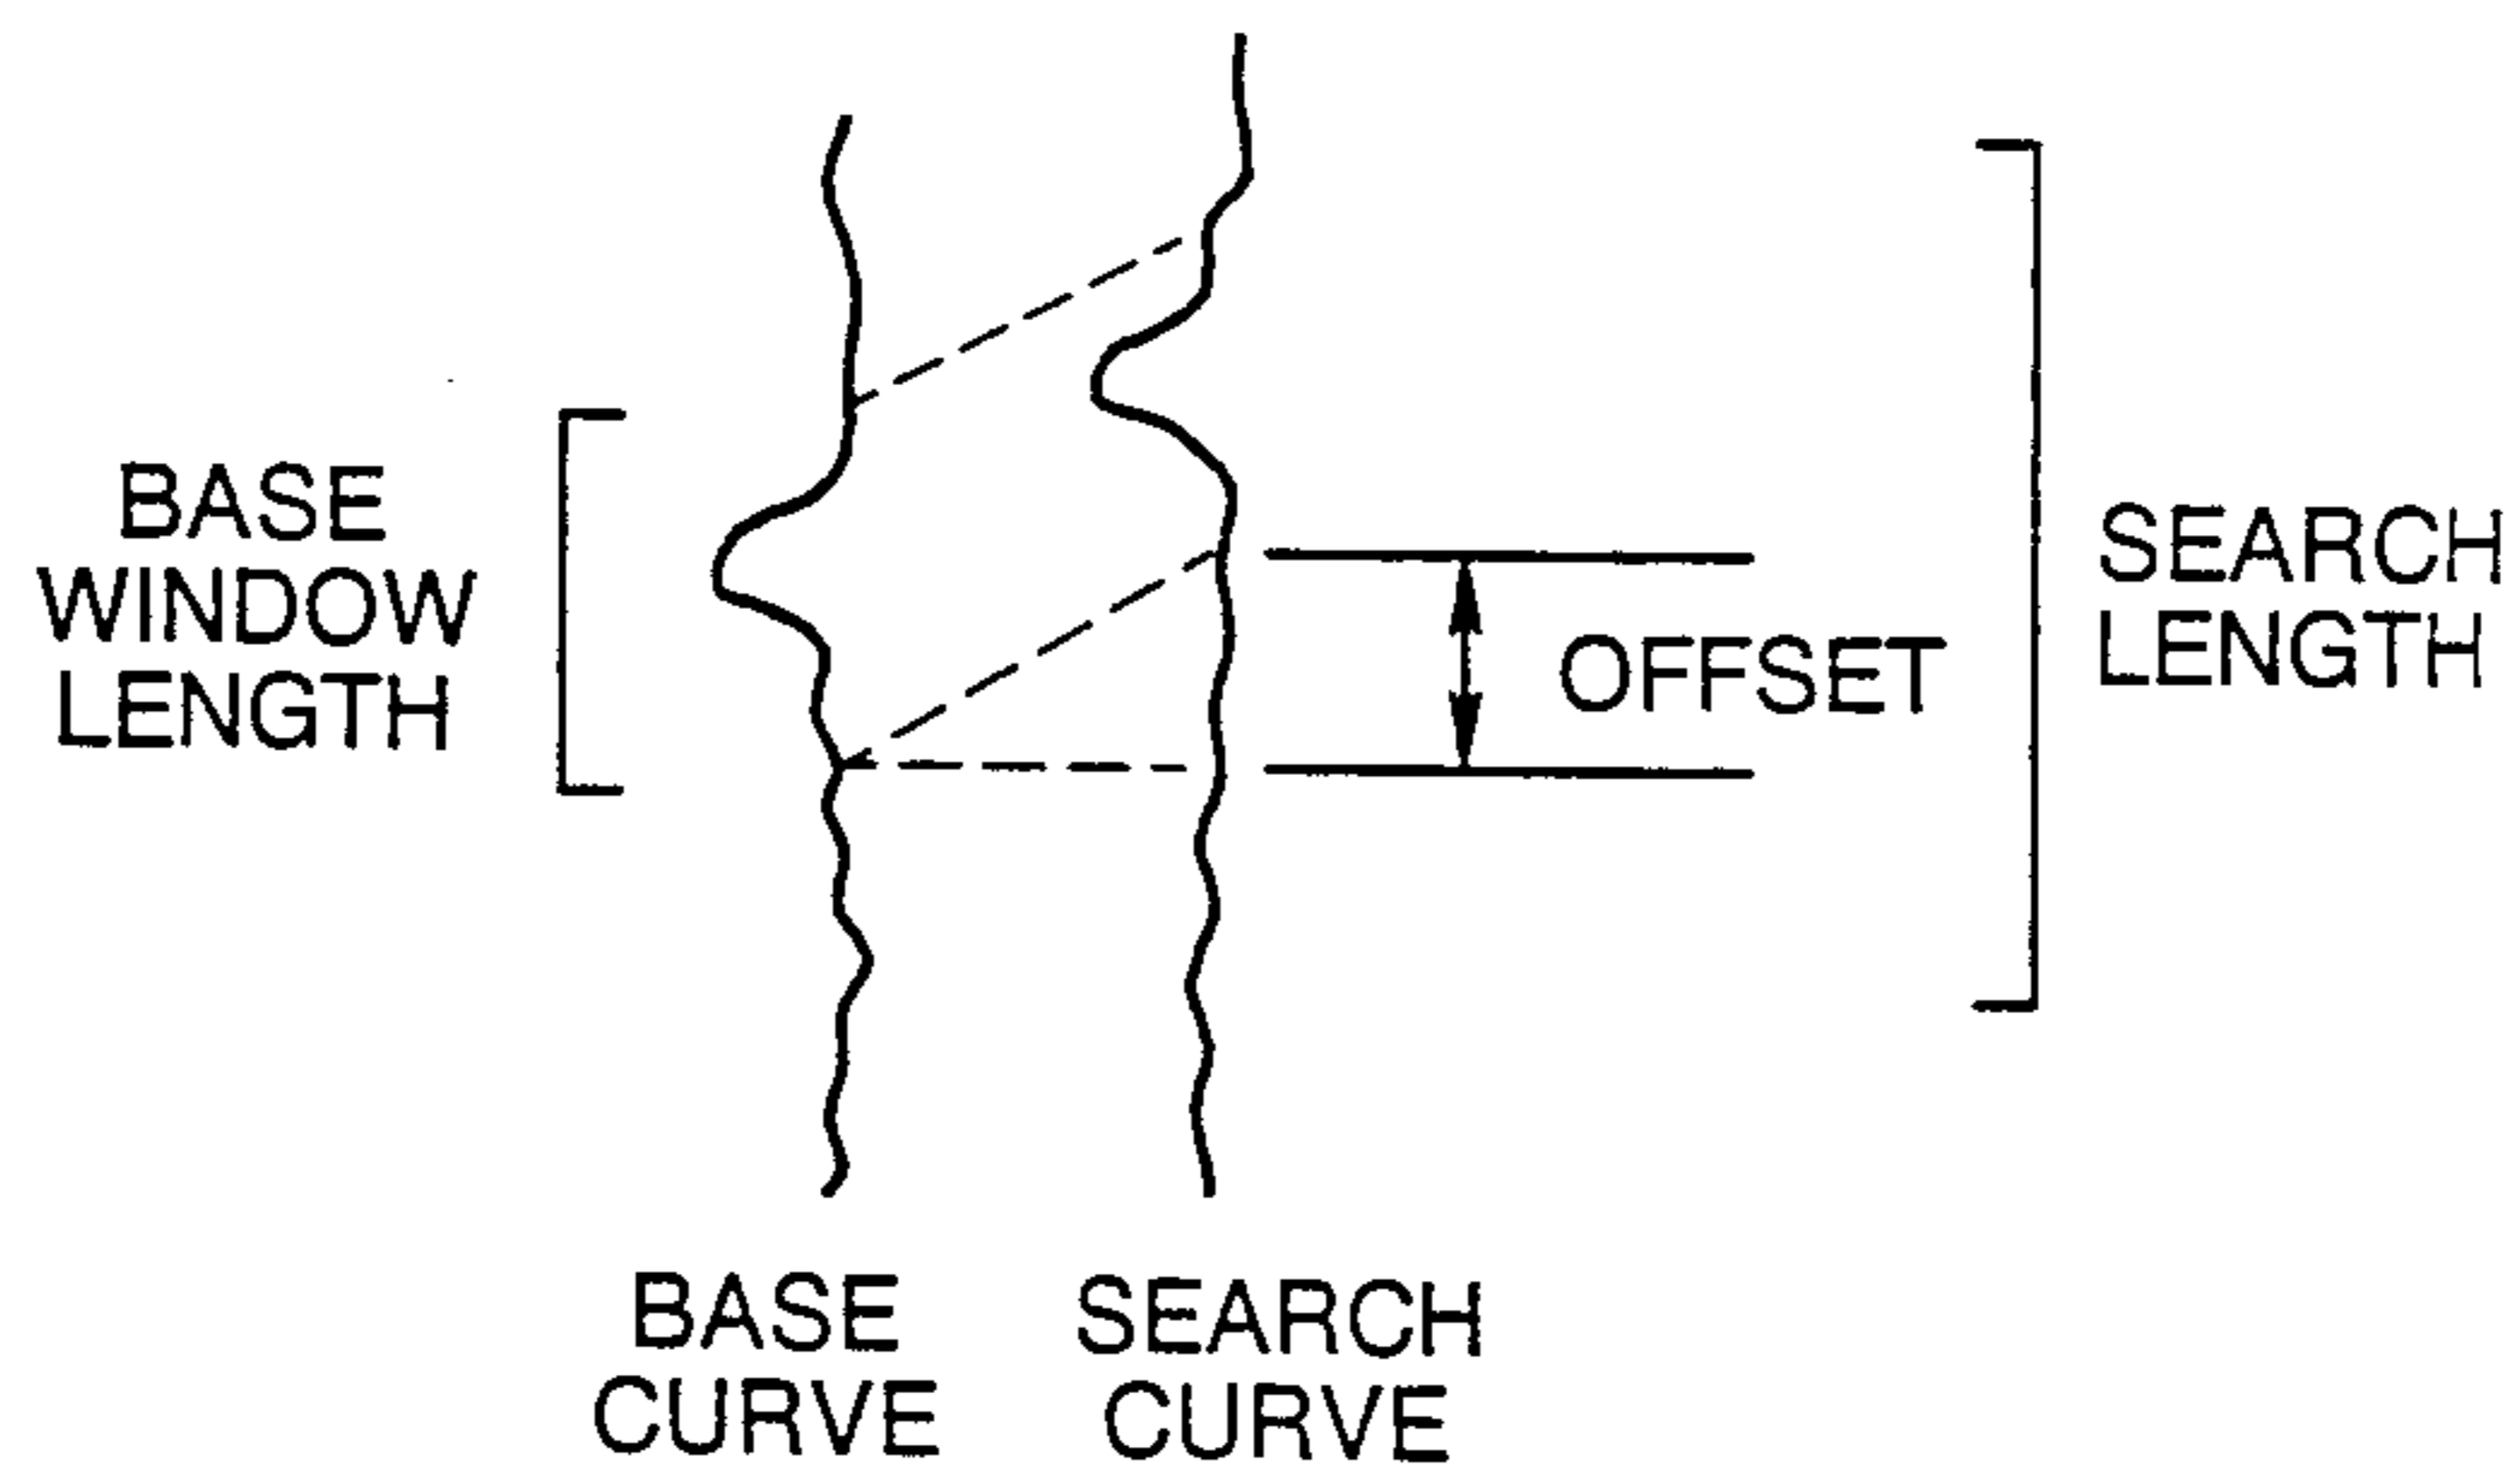 BASE
WINDOW
LENGTH
OFFSET
SEARCH
LENGTH
BASE
CURVE
SEARCH
CURVE